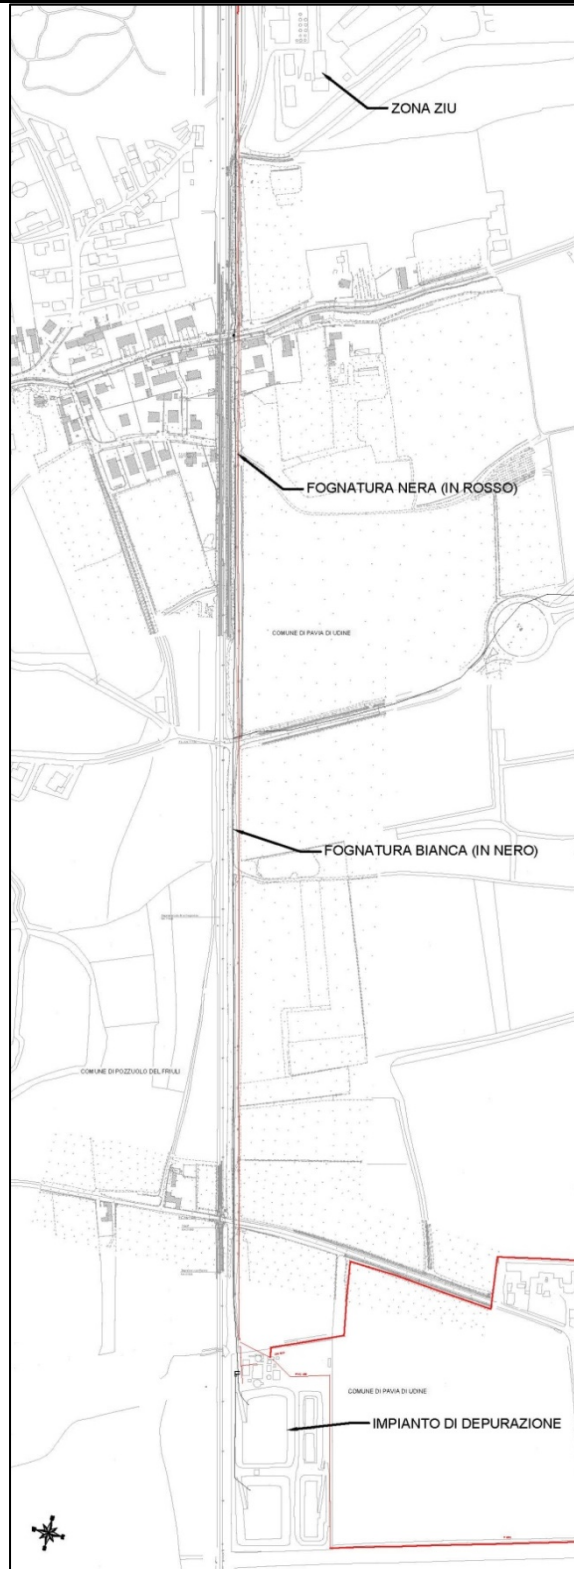 ZONA ZIU
FOGNATURA NERA (IN ROSSO)
COMUNE DI PAVIA DI UDINE
FOGNATURA BIANCA (IN NERO)
COMUNE DI POZZUOLO DEL FRIULI
COMUNE DI PAVIA DI UDINE
IMPIANTO DI DEPURAZIONE